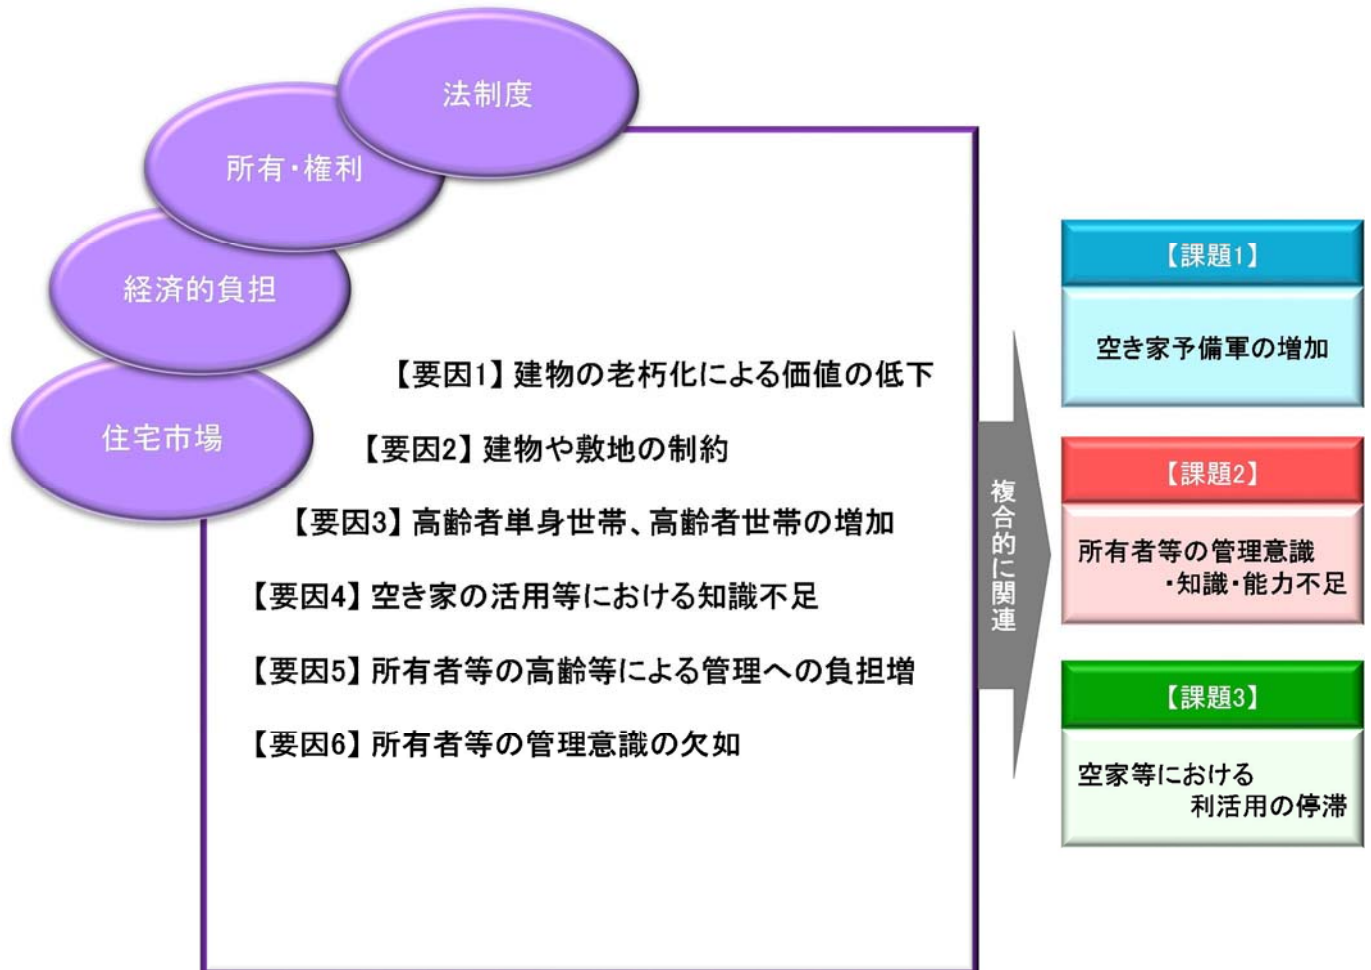 法制度
所有・権利
経済的負担
住宅市場
【要因1】建物の老朽化による価値の低下
【要因2】建物や敷地の制約
【要因3】高齢者単身世帯、高齢者世帯の増加
【要因4】空き家の活用等における知識不足
【要因5】所有者等の高齢等による管理への負担増
【要因6】所有者等の管理意識の欠如
複合的に関連
【課題1】
空き家予備軍の増加
【課題2】
所有者等の管理意識
・知識・能力不足
【課題3】
空家等における
利活用の停滞